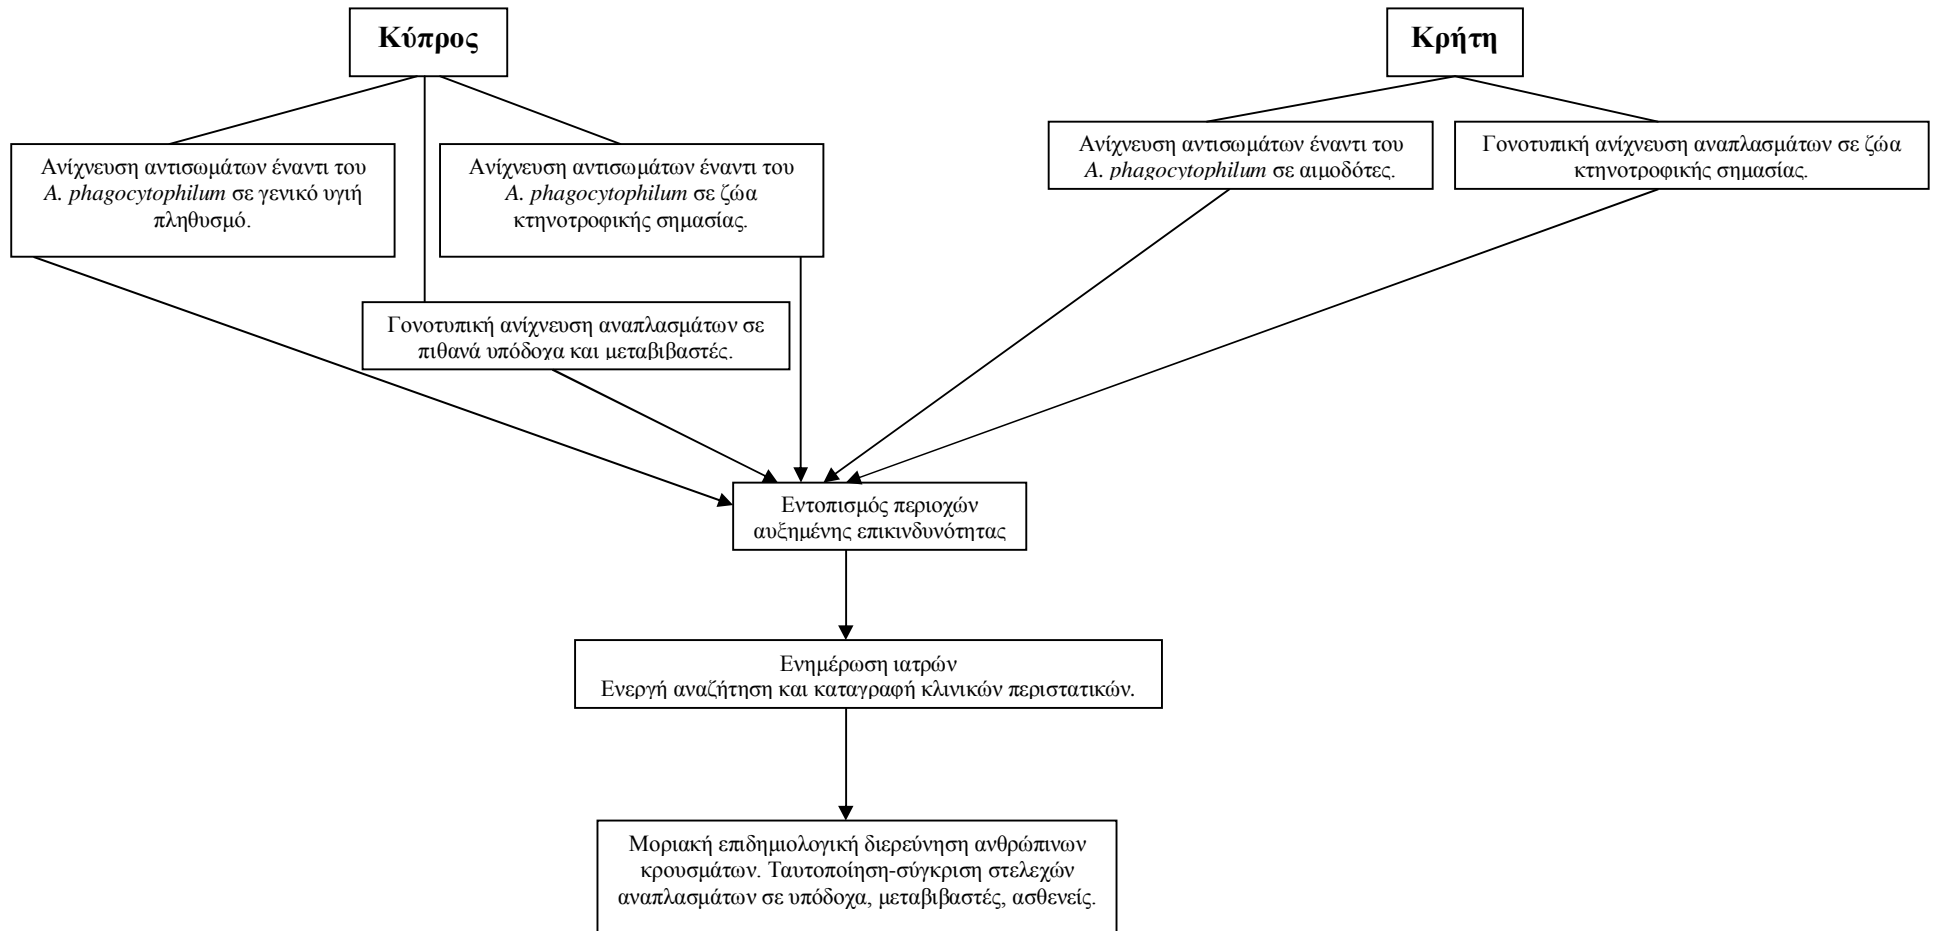 Κύπρος
Κρήτη
Ανίχνευση αντισωμάτων έναντι του
A. phagocytophilum σε γενικό υγιή
πληθυσμό.
Ανίχνευση αντισωμάτων έναντι του
A. phagocytophilum σε ζώα
κτηνοτροφικής σημασίας.
Ανίχνευση αντισωμάτων έναντι του
A. phagocytophilum σε αιμοδότες.
Γονοτυπική ανίχνευση αναπλασμάτων σε ζώα
κτηνοτροφικής σημασίας.
Γονοτυπική ανίχνευση αναπλασμάτων σε
πιθανά υπόδοχα και μεταβιβαστές.
Εντοπισμός περιοχών
αυξημένης επικινδυνότητας
Ενημέρωση ιατρών
Ενεργή αναζήτηση και καταγραφή κλινικών περιστατικών.
Μοριακή επιδημιολογική διερεύνηση ανθρώπινων
κρουσμάτων. Ταυτοποίηση-σύγκριση στελεχών
αναπλασμάτων σε υπόδοχα, μεταβιβαστές, ασθενείς.